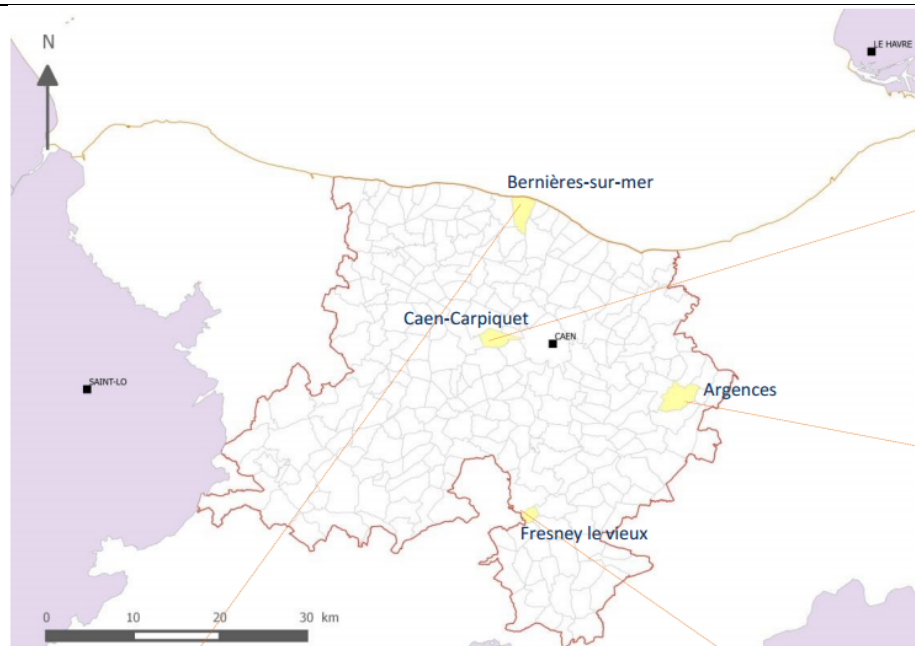 N
LE HAVRE
Bernières-sur-mer
Caen-Carpiquet
CAEN
SAINT-LO
Argences
Fresney le vieux
0 10 20 30 km